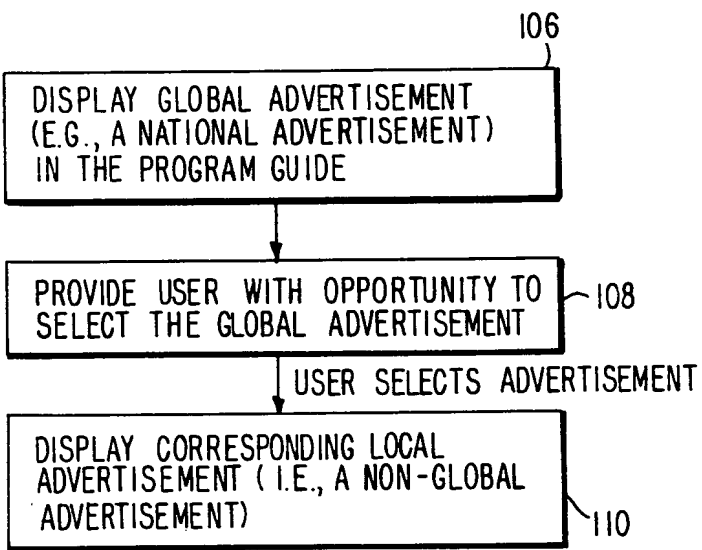 106
DISPLAY GLOBAL ADVERTISEMENT
(E.G., A NATIONAL ADVERTISEMENT)
IN THE PROGRAM GUIDE
PROVIDE USER WITH OPPORTUNITY TO
SELECT THE GLOBAL ADVERTISEMENT
108
USER SELECTS ADVERTISEMENT
DISPLAY CORRESPONDING LOCAL
ADVERTISEMENT ( I.E., A NON-GLOBAL
ADVERTISEMENT)
110